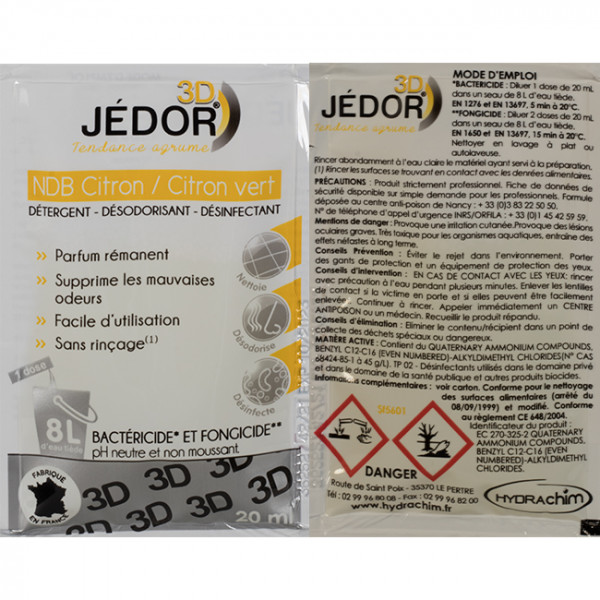 3D
JÉDOR®
Tendance agrume
NDB Citron / Citron vert
DÉTERGENT - DÉSODORISANT - DÉSINFECTANT
» Parfum rémanent
» Supprime les mauvaises
odeurs
» Facile d'utilisation
» Sans rinçage(1)
Nettoie
Désodorise
Désinfecte
1 dose
8L
d'eau tiède
BACTÉRICIDE* ET FONGICIDE**
pH neutre et non moussant
FABRIQUÉ
EN FRANCE
3D 3D 3D 3D
20 ml
3D
JÉDOR®
Tendance agrume
MODE D'EMPLOI
*BACTÉRICIDE : Diluer 1 dose de 20 mL
dans un seau de 8 L d'eau tiède.
EN 1276 et EN 13697, 5 min à 20°C.
**FONGICIDE : Diluer 2 doses de 20 mL
dans un seau de 8 L d'eau tiède.
EN 1650 et EN 13697, 15 min à 20°C.
Nettoyer en lavage à plat ou
autolaveuse.
Rincer abondamment à l'eau claire le matériel ayant servi à la préparation.
(1) Rincer les surfaces se trouvant en contact avec les denrées alimentaires.
PRÉCAUTIONS : Produit strictement professionnel. Fiche de données de
sécurité disponible sur simple demande pour les professionnels. Formule
déposée au centre anti-poison de Nancy : + 33 (0)3 83 22 50 50.
N° de téléphone d'appel d'urgence INRS/ORFILA : + 33 (0)1 45 42 59 59.
Mentions de danger : Provoque une irritation cutanée. Provoque des lésions
oculaires graves. Très toxique pour les organismes aquatiques, entraîne des
effets néfastes à long terme.
Conseils Prévention : Éviter le rejet dans l'environnement. Porter
des gants de protection et un équipement de protection des yeux.
Conseils d'intervention : EN CAS DE CONTACT AVEC LES YEUX: rincer
avec précaution à l'eau pendant plusieurs minutes. Enlever les lentilles
de contact si la victime en porte et si elles peuvent être facilement
enlevées. Continuer à rincer. Appeler immédiatement un CENTRE
ANTIPOISON ou un médecin. Recueillir le produit répandu.
Conseils d'élimination : Eliminer le contenu/récipient dans un point de
collecte des déchets spéciaux ou dangereux.
MATIÈRE ACTIVE : Contient du QUATERNARY AMMONIUM COMPOUNDS,
BENZYL C12-C16 (EVEN NUMBERED)-ALKYLDIMETHYL CHLORIDES(N° CAS
68424-85-1 à 45 g/L). TP 02 - Désinfectants utilisés dans le domaine privé
et dans le domaine de la santé publique et autres produits biocides.
Informations complémentaires : voir carton. Conforme pour le nettoyage
des surfaces alimentaires (arrêté du
08/09/1999) et modifié. Conforme
au règlement CE 648/2004.
Identificateur du produit :
EC 270-325-2 QUATERNARY
AMMONIUM COMPOUNDS,
BENZYL C12-C16 (EVEN
NUMBERED)-ALKYLDIMETHYL
CHLORIDES.
SPS601
DANGER
Route de Saint Poix - 35370 LE PERTRE
Tél : 02 99 96 80 08 - Fax : 02 99 96 82 00
www.hydrachim.fr
HYDRACHIM